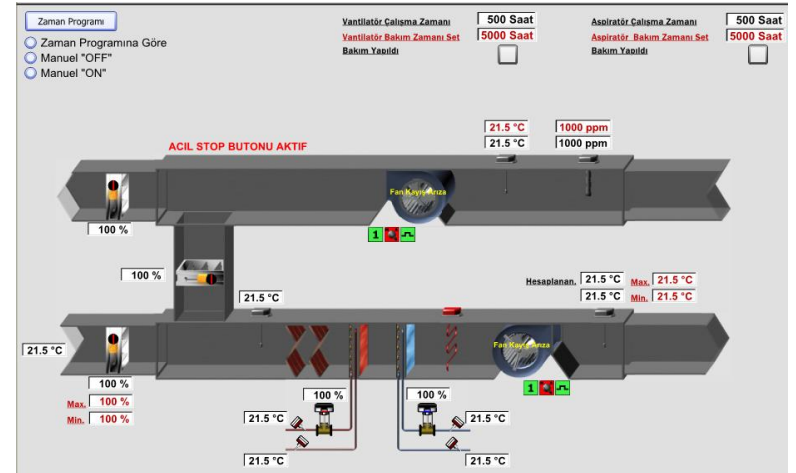 Zaman Programı
Zaman Programına Göre
Manuel "OFF"
Manuel "ON"
Vantilatör Çalışma Zamanı 500 Saat
Vantilatör Bakım Zamanı Set 5000 Saat
Bakım Yapıldı
Aspiratör Çalışma Zamanı 500 Saat
Aspiratör Bakım Zamanı Set 5000 Saat
Bakım Yapıldı
21.5 °C 1000 ppm
21.5 °C 1000 ppm
ACIL STOP BUTONU AKTIF
Fan Kayış Arıza
100 %
1
100 %
21.5 °C
Hesaplanan. 21.5 °C Max. 21.5 °C
21.5 °C Min. 21.5 °C
21.5 °C
Fan Kayış Arıza
100 %
1
Max. 100 %
Min. 100 %
100 % 100 %
21.5 °C 21.5 °C
21.5 °C 21.5 °C